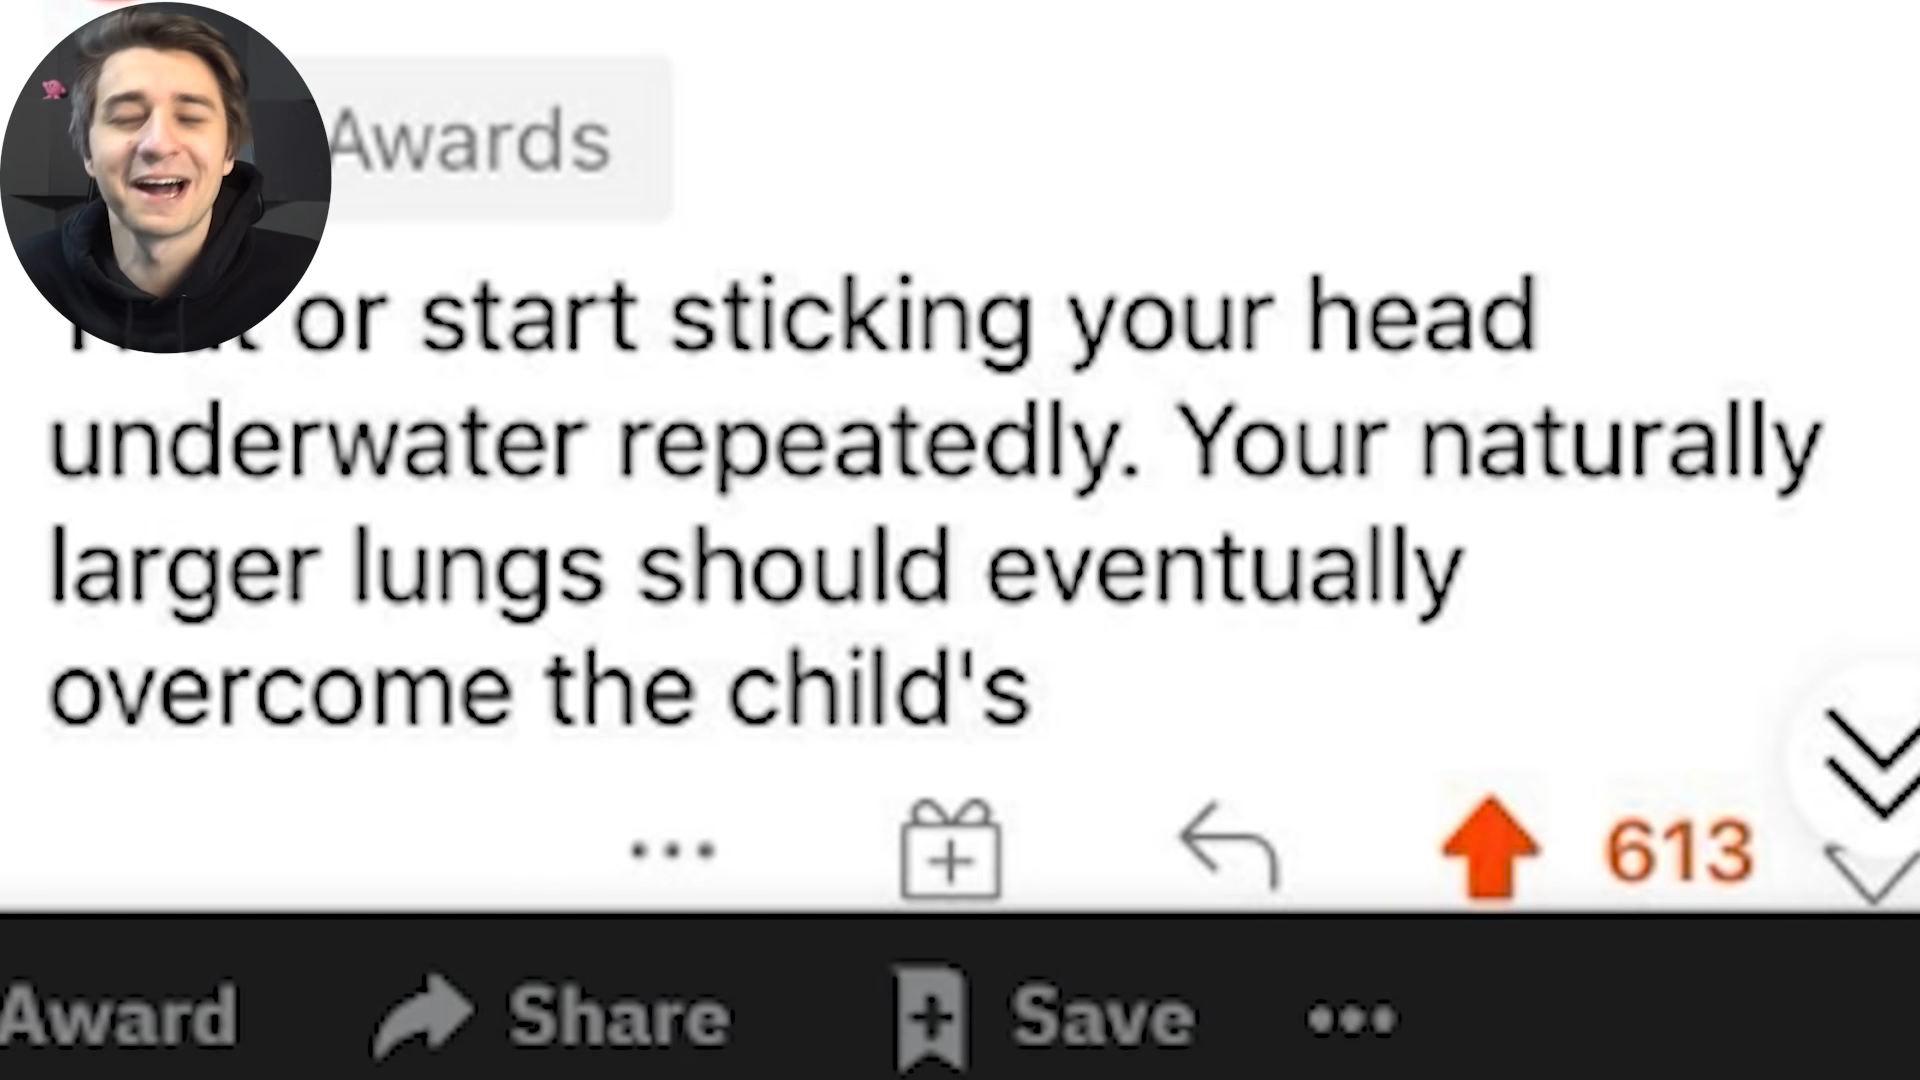 Awards
or start sticking your head
underwater repeatedly. Your naturally
larger lungs should eventually
overcome the child's
613
Award Share Save